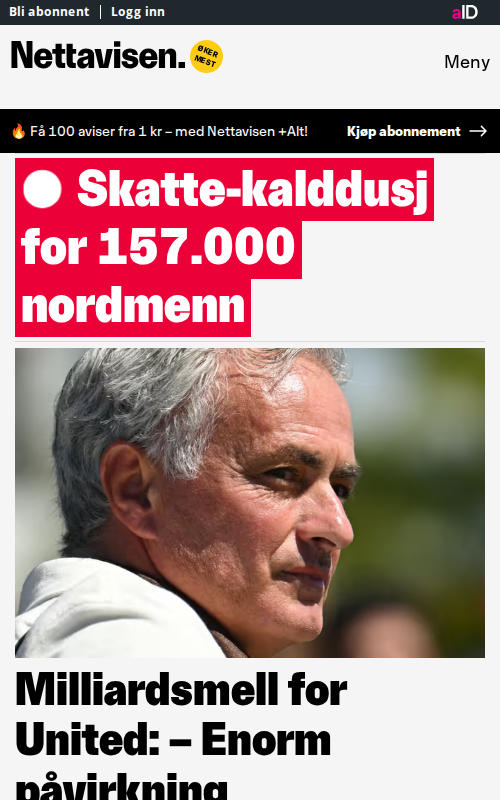 Bli abonnent | Logg inn
aID
Nettavisen.
ØKER
MEST
Meny
Få 100 aviser fra 1 kr – med Nettavisen +Alt!
Kjøp abonnement
Skatte-kalddusj
for 157.000
nordmenn
Milliardsmell for
United: – Enorm
påvirkning